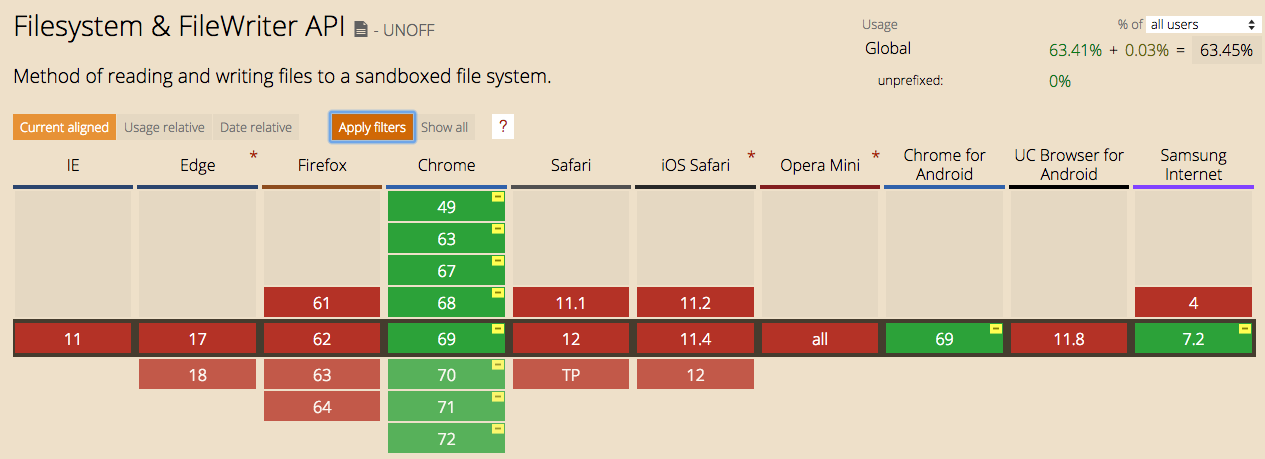 Filesystem & FileWriter API - UNOFF
Usage % of all users
Global 63.41% + 0.03% = 63.45%
unprefixed: 0%
Method of reading and writing files to a sandboxed file system.
Current aligned Usage relative Date relative Apply filters Show all ?
IE Edge * Firefox Chrome Safari iOS Safari * Opera Mini * Chrome for Android UC Browser for Android Samsung Internet
49
63
67
61 68 11.1 11.2 4
11 17 62 69 12 11.4 all 69 11.8 7.2
18 63 70 TP 12
64 71
72